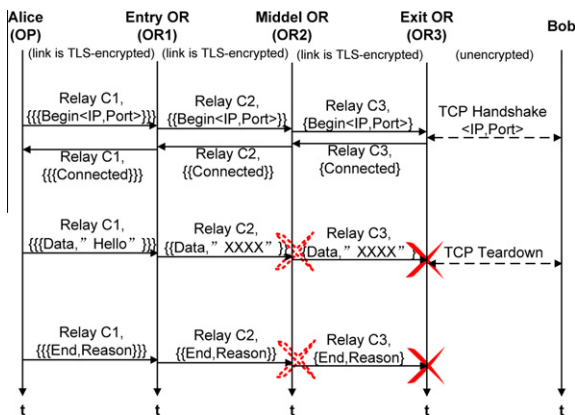 Alice
(OP)
Entry OR
(OR1)
Middel OR
(OR2)
Exit OR
(OR3)
Bob
(link is TLS-encrypted)
(link is TLS-encrypted)
(link is TLS-encrypted)
(unencrypted)
Relay C1,
{{{Begin<IP,Port>}}}
Relay C2,
{{Begin<IP,Port>}}
Relay C3,
{Begin<IP,Port>}
TCP Handshake
<IP,Port>
Relay C1,
{{{Connected}}}
Relay C2,
{{Connected}}
Relay C3,
{Connected}
Relay C1,
{{{Data,” Hello” }}}
Relay C2,
{{Data,” XXXX” }}
Relay C3,
{Data,” XXXX” }
TCP Teardown
Relay C1,
{{{End,Reason}}}
Relay C2,
{{End,Reason}}
Relay C3,
{End,Reason}
t
t
t
t
t